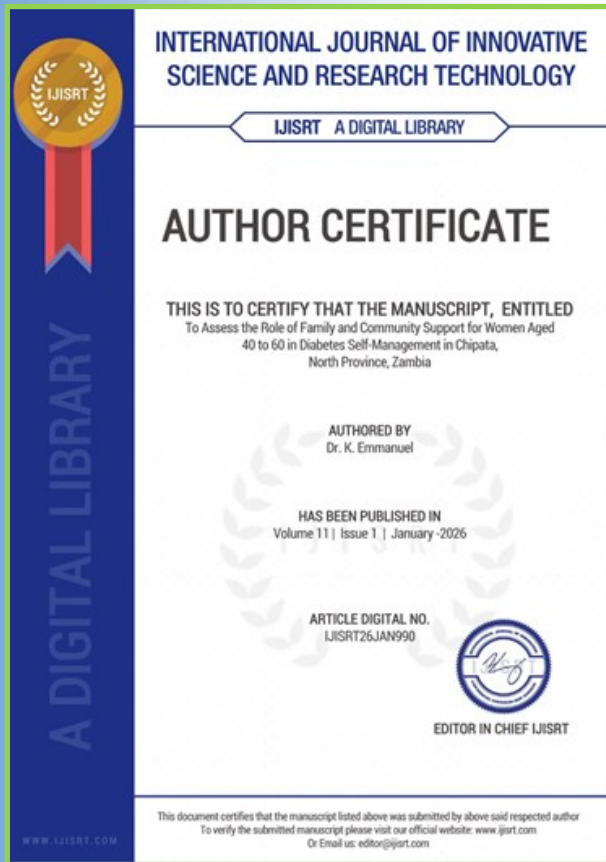 INTERNATIONAL JOURNAL OF INNOVATIVE
SCIENCE AND RESEARCH TECHNOLOGY
IJISRT
IJISRT A DIGITAL LIBRARY
AUTHOR CERTIFICATE
THIS IS TO CERTIFY THAT THE MANUSCRIPT, ENTITLED
To Assess the Role of Family and Community Support for Women Aged
40 to 60 in Diabetes Self-Management in Chipata,
North Province, Zambia
AUTHORED BY
Dr. K. Emmanuel
HAS BEEN PUBLISHED IN
Volume 11 | Issue 1 | January -2026
IJISRT
ARTICLE DIGITAL NO.
IJISRT26JAN990
EDITOR IN CHIEF IJISRT
A DIGITAL LIBRARY
WWW.IJISRT.COM
This document certifies that the manuscript listed above was submitted by above said respected author
To verify the submitted manuscript please visit our official website: www.ijisrt.com
Or Email us: editor@ijisrt.com